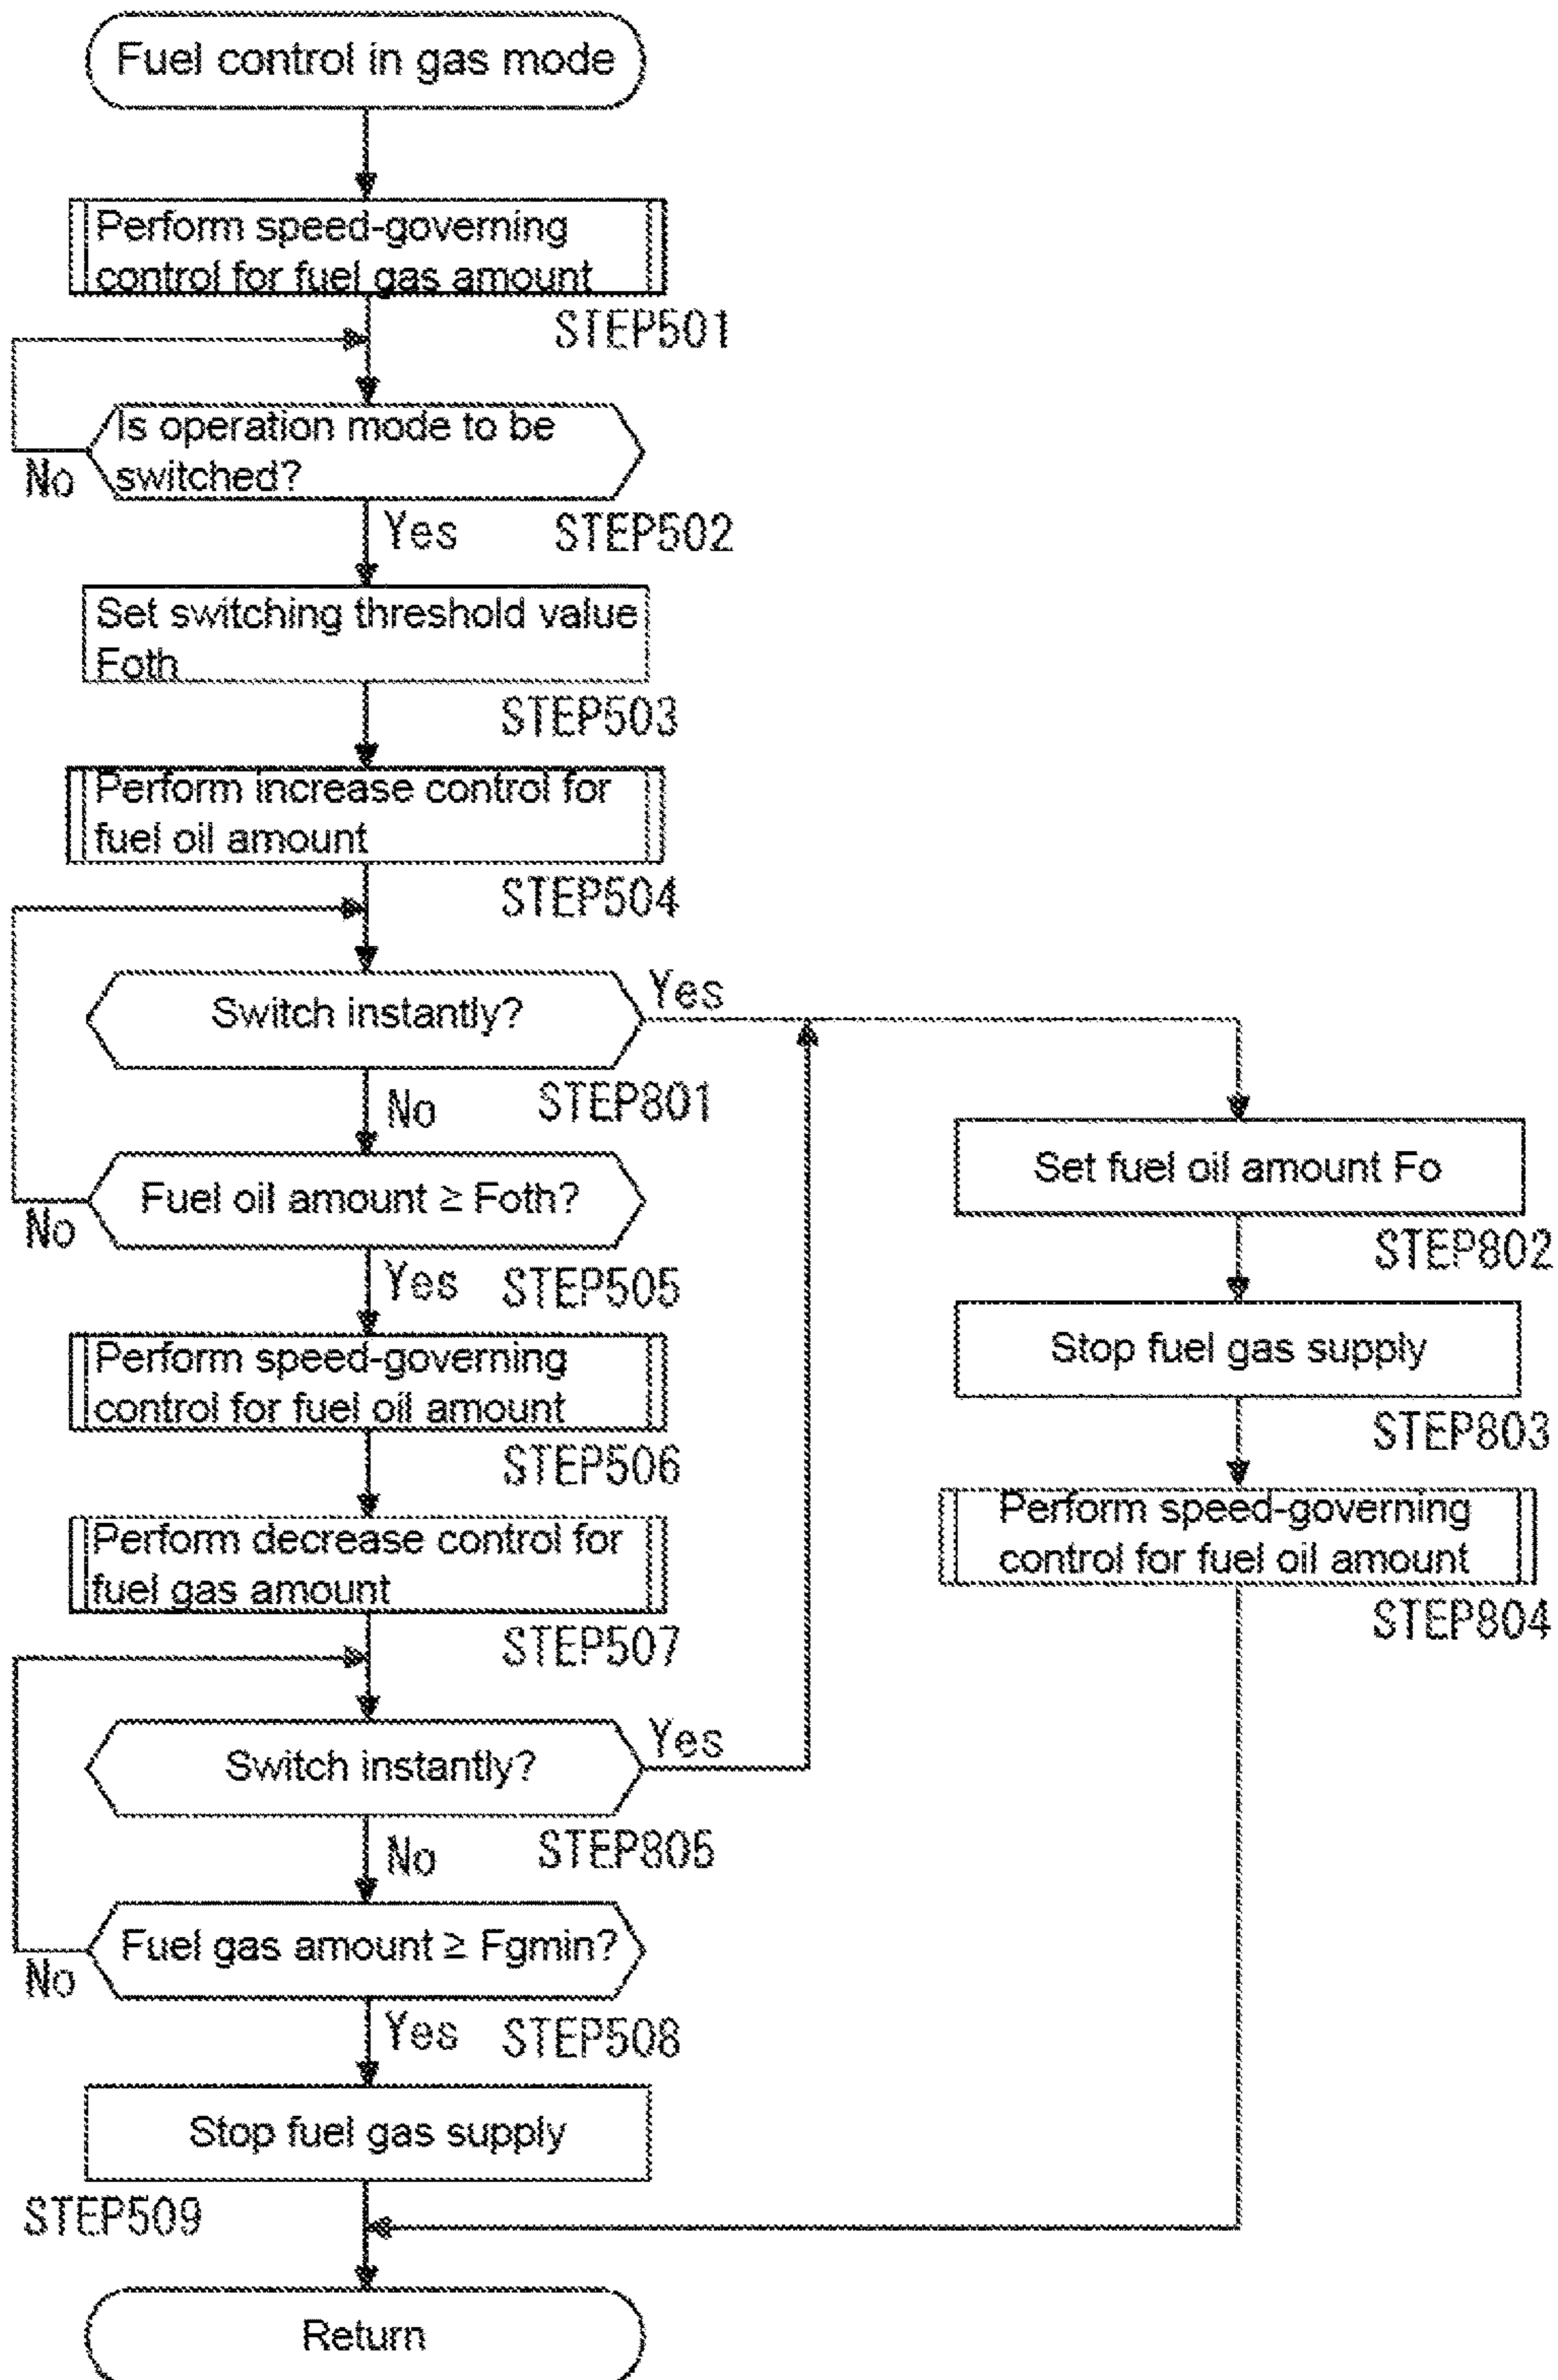 Fuel control in gas mode
Perform speed-governing
control for fuel gas amount
STEP501
Is operation mode to be
switched?
No
Yes
STEP502
Set switching threshold value
Foth
STEP503
Perform increase control for
fuel oil amount
STEP504
Switch instantly?
Yes
No
STEP801
Fuel oil amount ≥ Foth?
No
Yes
STEP505
Perform speed-governing
control for fuel oil amount
STEP506
Perform decrease control for
fuel gas amount
STEP507
Switch instantly?
Yes
No
STEP805
Fuel gas amount ≥ Fgmin?
No
Yes
STEP508
Stop fuel gas supply
STEP509
Set fuel oil amount Fo
STEP802
Stop fuel gas supply
STEP803
Perform speed-governing
control for fuel oil amount
STEP804
Return